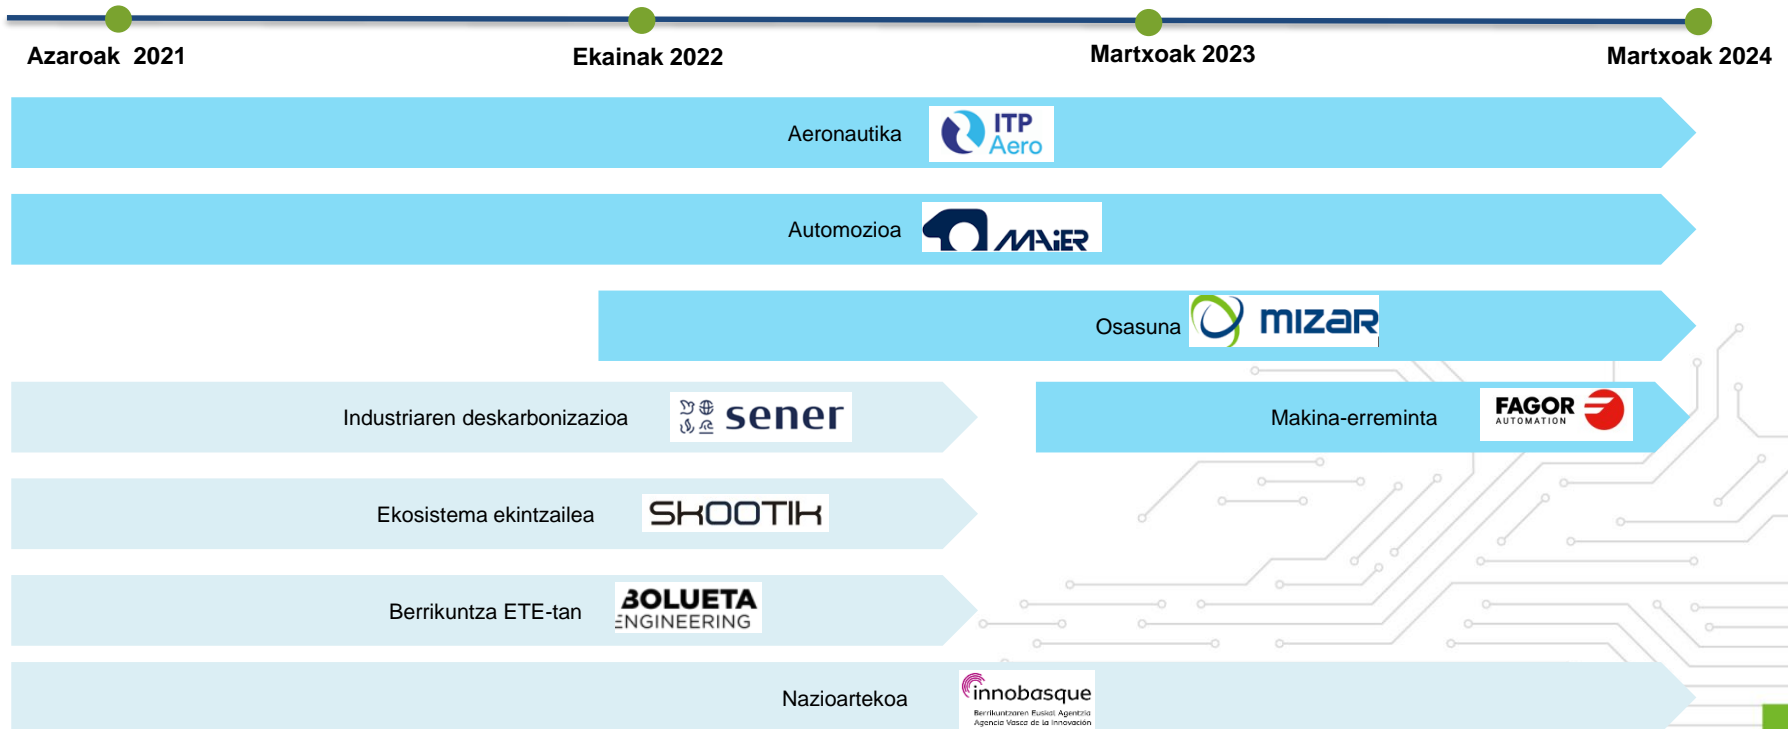 Azaroak 2021
Ekainak 2022
Martxoak 2023
Martxoak 2024
Aeronautika
ITP
Aero
Automozioa
MAIER
Osasuna
mizar
Industriaren deskarbonizazioa
sener
Makina-erreminta
FAGOR
AUTOMATION
Ekosistema ekintzailea
SKOOTIK
Berrikuntza ETE-tan
BOLUETA
ENGINEERING
Nazioartekoa
innobasque
Berrikuntzaren Euskal Agentzia
Agencia Vasca de la Innovación